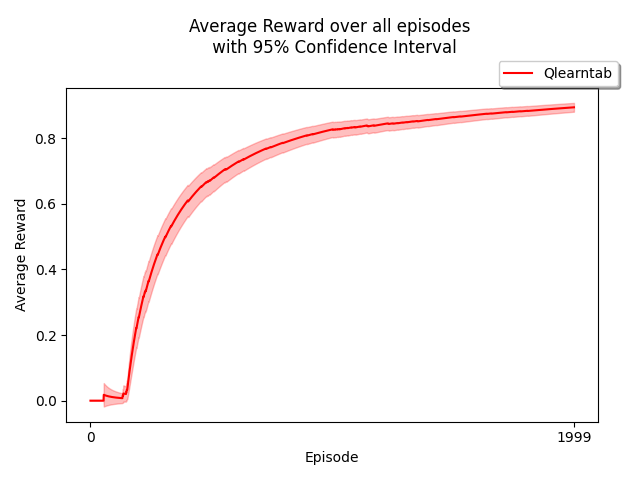 Average Reward over all episodes
with 95% Confidence Interval
Qlearntab
0.8
0.6
0.4
0.2
0.0
Average Reward
0 1999
Episode